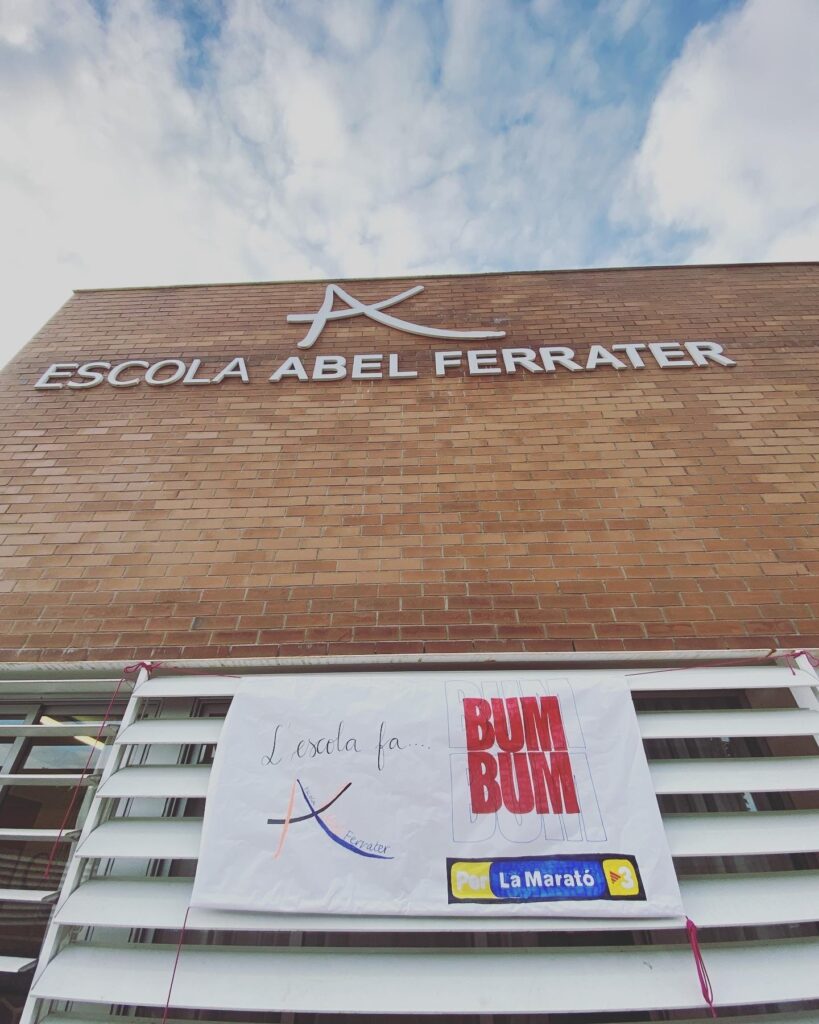 ESCOLA ABEL FERRATER
L'escola fa....
BUM
BUM
Ferrater
Per La Marató 3